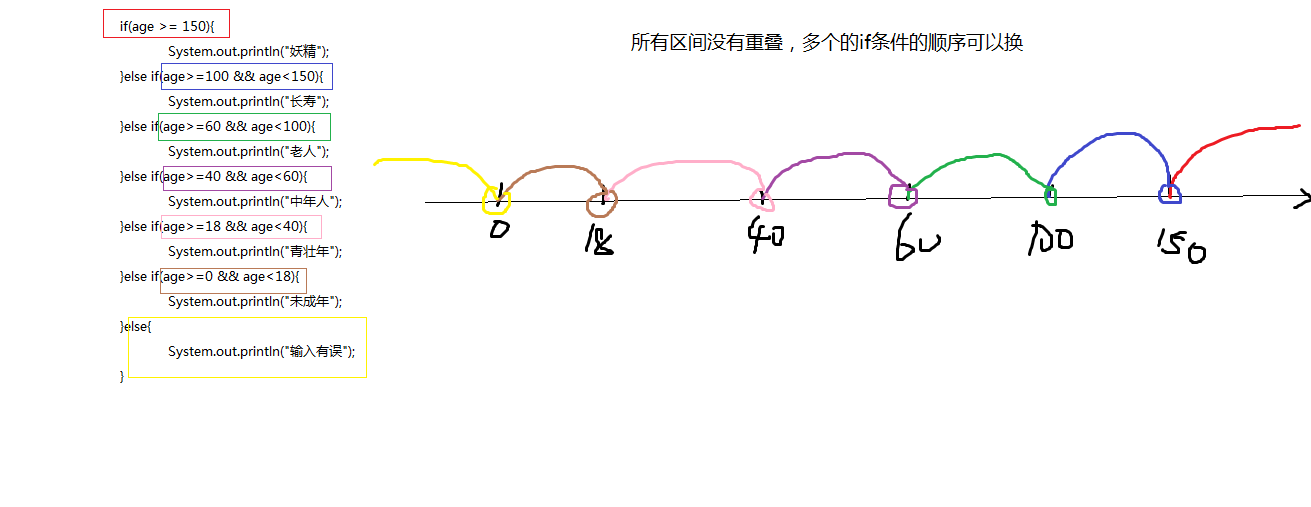 if(age >= 150){
System.out.println("妖精");
}else if(age>=100 && age<150){
System.out.println("长寿");
}else if(age>=60 && age<100){
System.out.println("老人");
}else if(age>=40 && age<60){
System.out.println("中年人");
}else if(age>=18 && age<40){
System.out.println("青壮年");
}else if(age>=0 && age<18){
System.out.println("未成年");
}else{
System.out.println("输入有误");
}
所有区间没有重叠，多个的if条件的顺序可以换
0 18 40 60 100 150